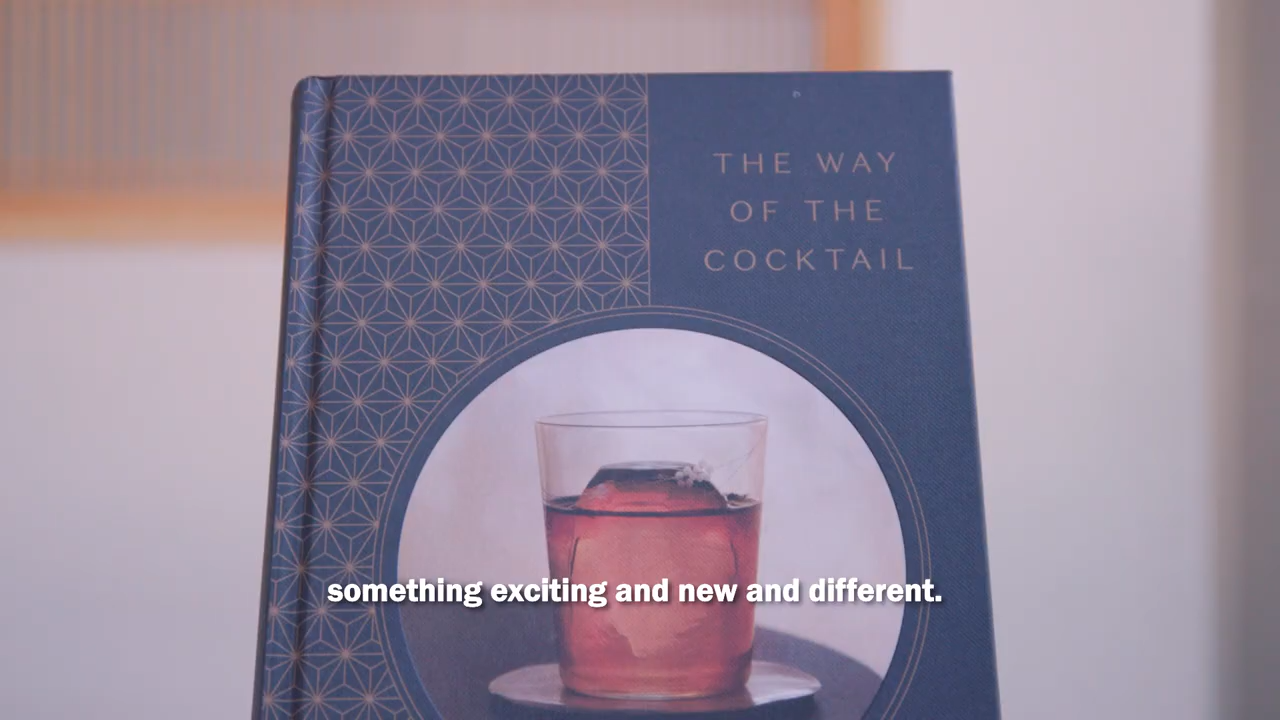 THE WAY
OF THE
COCKTAIL
something exciting and new and different.